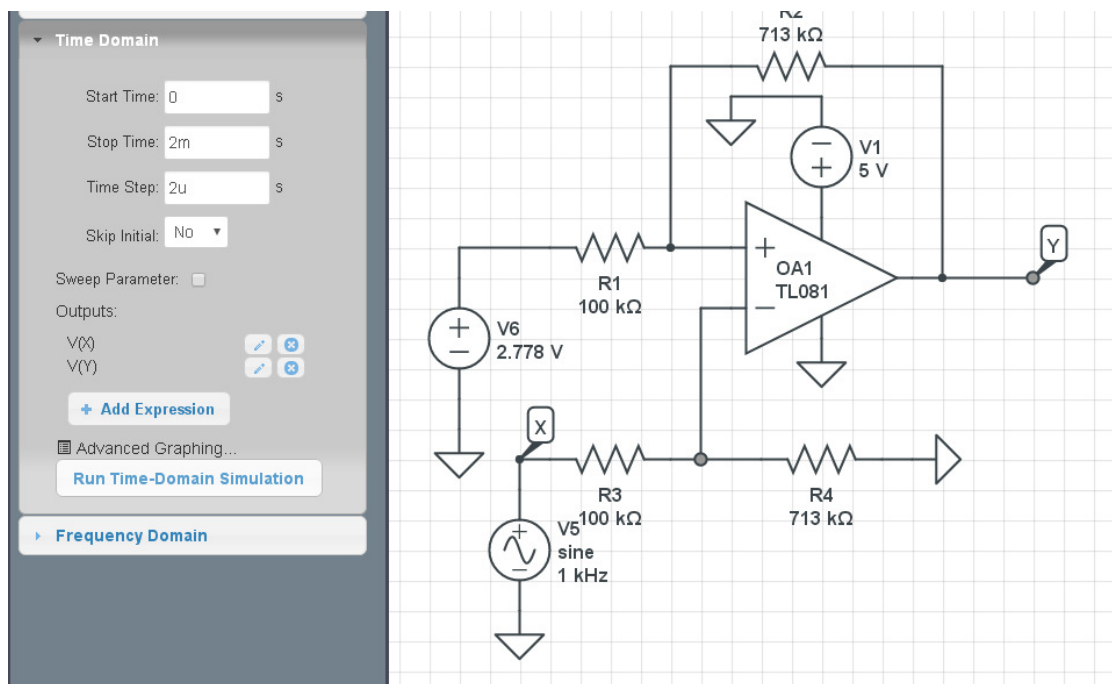 Time Domain
Start Time: 0 s
Stop Time: 2m s
Time Step: 2u s
Skip Initial: No
Sweep Parameter:
Outputs:
V(X)
V(Y)
+ Add Expression
Advanced Graphing...
Run Time-Domain Simulation
Frequency Domain
R2
713 kΩ
V1
5 V
+
−
OA1
TL081
Y
R1
100 kΩ
V6
2.778 V
X
R3
100 kΩ
R4
713 kΩ
V5
sine
1 kHz